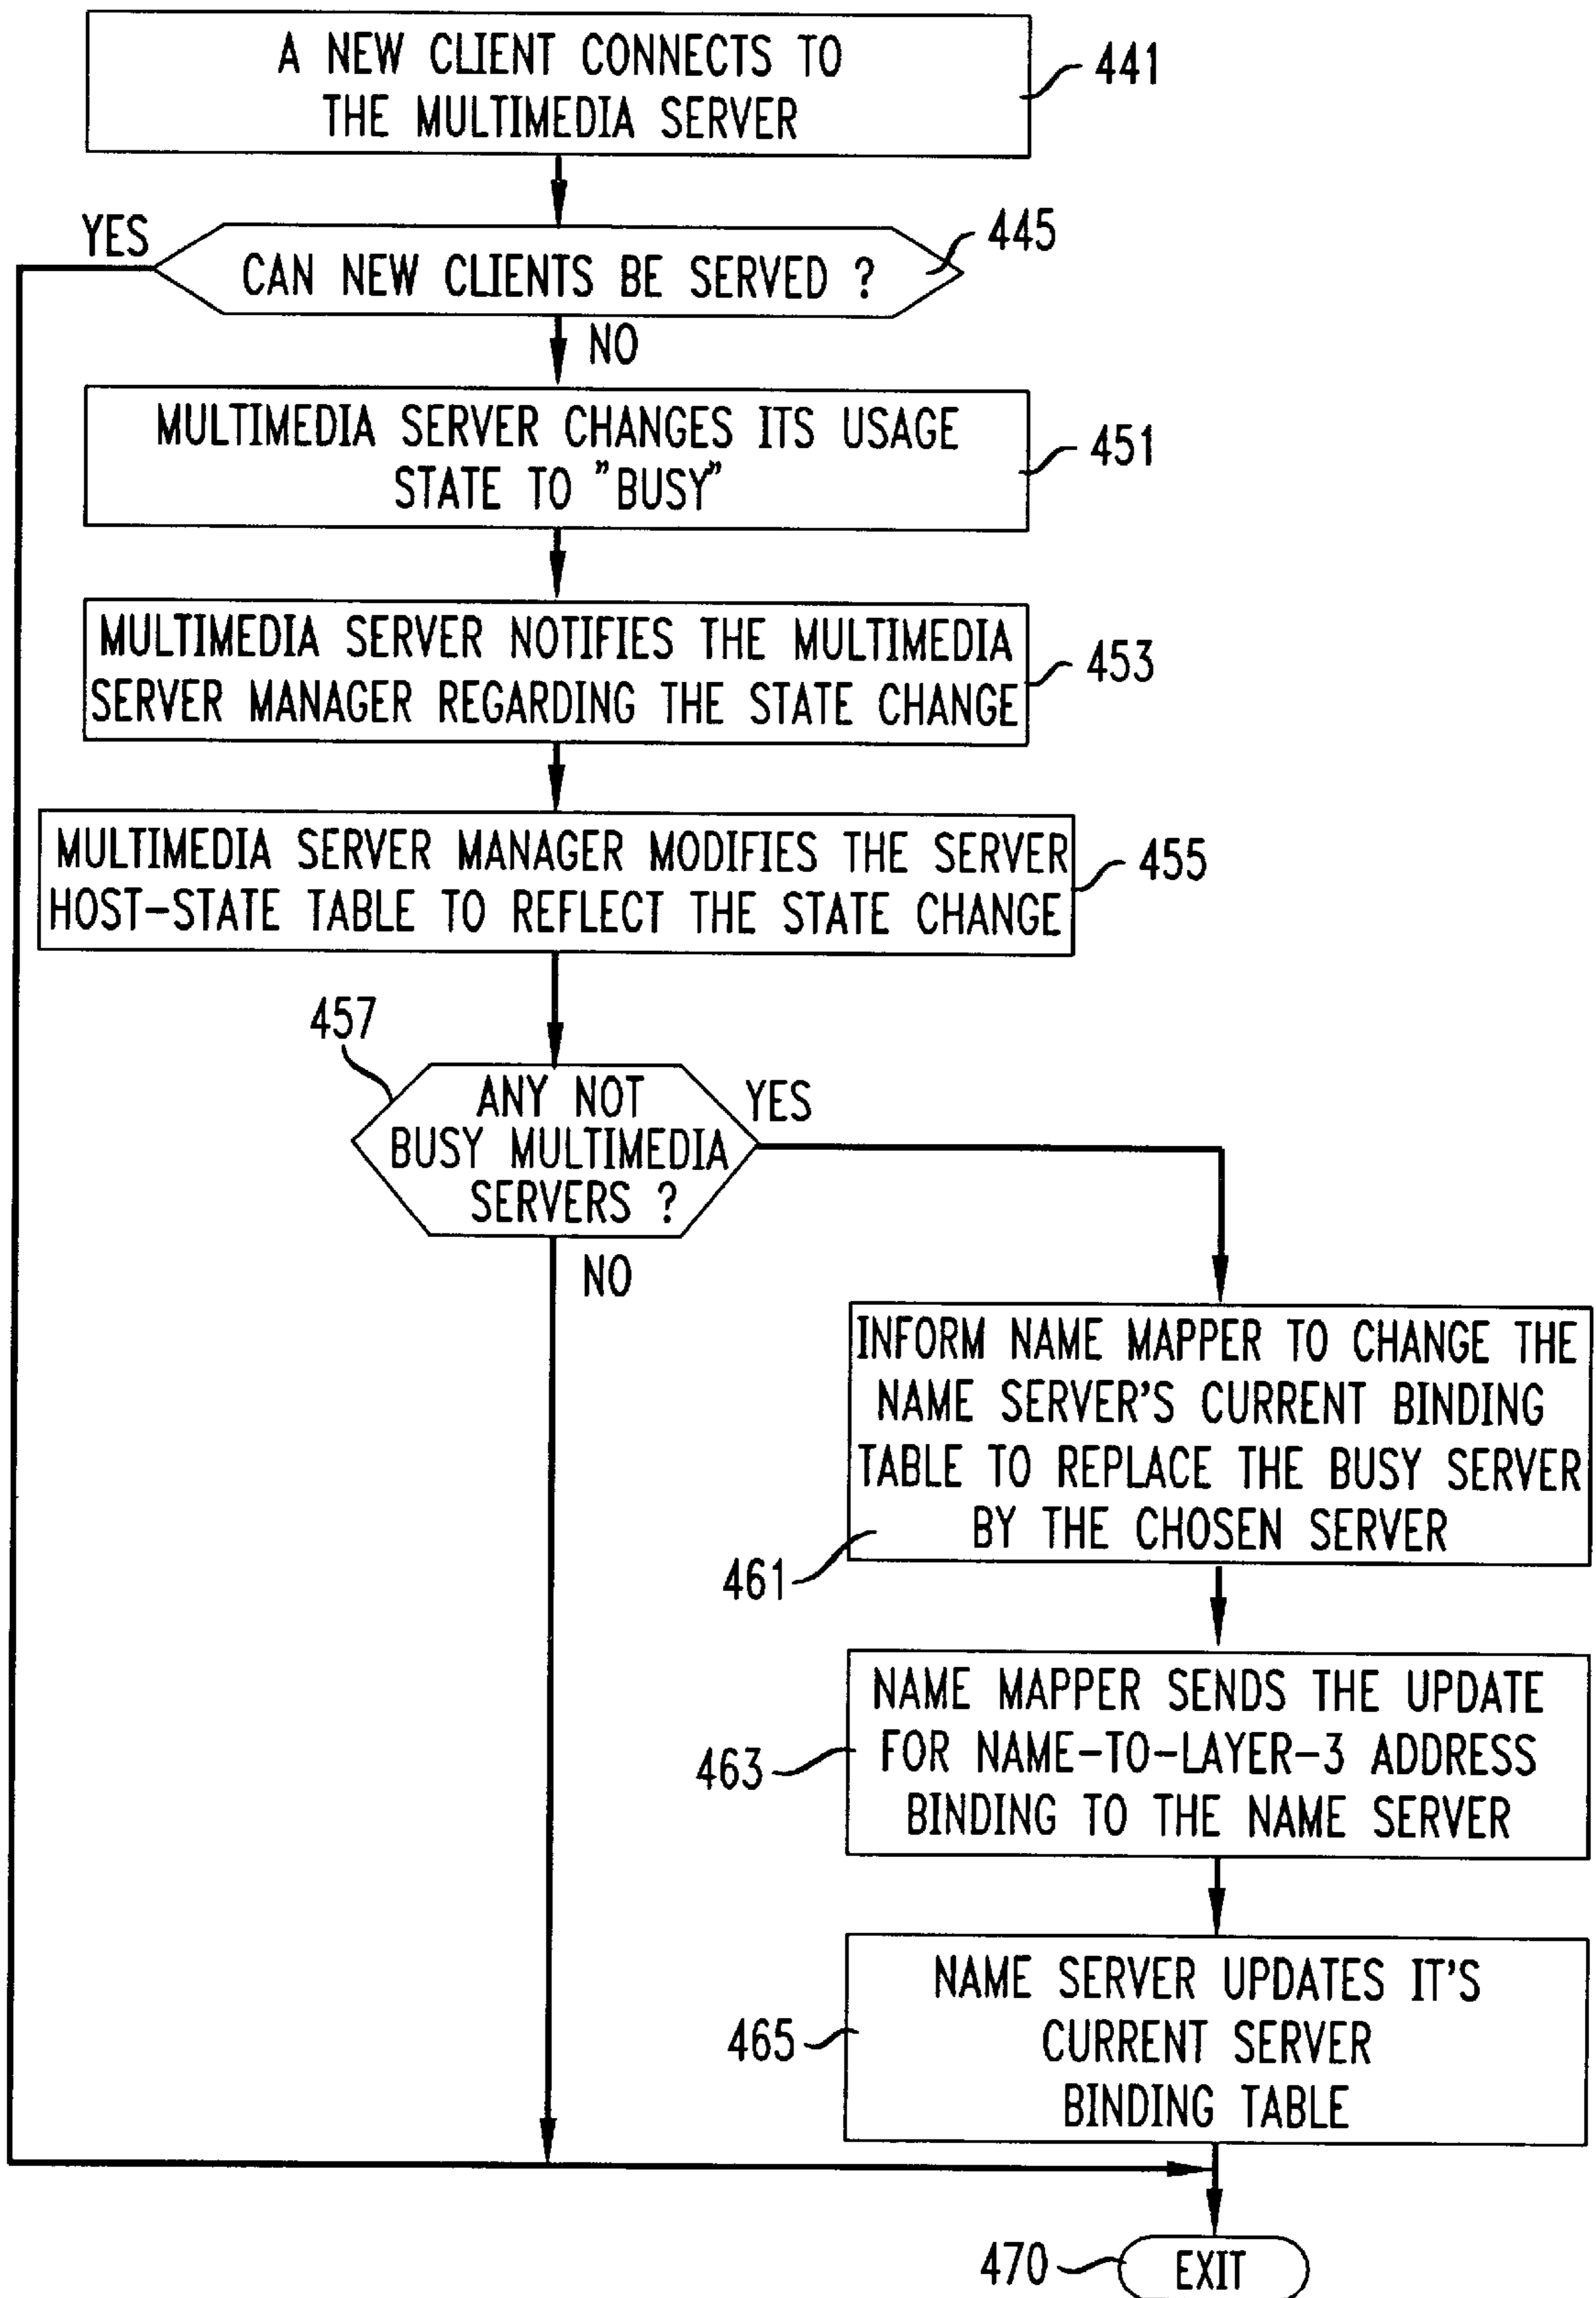 A NEW CLIENT CONNECTS TO
THE MULTIMEDIA SERVER
441
YES
CAN NEW CLIENTS BE SERVED ?
445
NO
MULTIMEDIA SERVER CHANGES ITS USAGE
STATE TO "BUSY"
451
MULTIMEDIA SERVER NOTIFIES THE MULTIMEDIA
SERVER MANAGER REGARDING THE STATE CHANGE
453
MULTIMEDIA SERVER MANAGER MODIFIES THE SERVER
HOST-STATE TABLE TO REFLECT THE STATE CHANGE
455
457
ANY NOT
BUSY MULTIMEDIA
SERVERS ?
YES
NO
INFORM NAME MAPPER TO CHANGE THE
NAME SERVER'S CURRENT BINDING
TABLE TO REPLACE THE BUSY SERVER
BY THE CHOSEN SERVER
461
NAME MAPPER SENDS THE UPDATE
FOR NAME-TO-LAYER-3 ADDRESS
BINDING TO THE NAME SERVER
463
NAME SERVER UPDATES IT'S
CURRENT SERVER
BINDING TABLE
465
470
EXIT